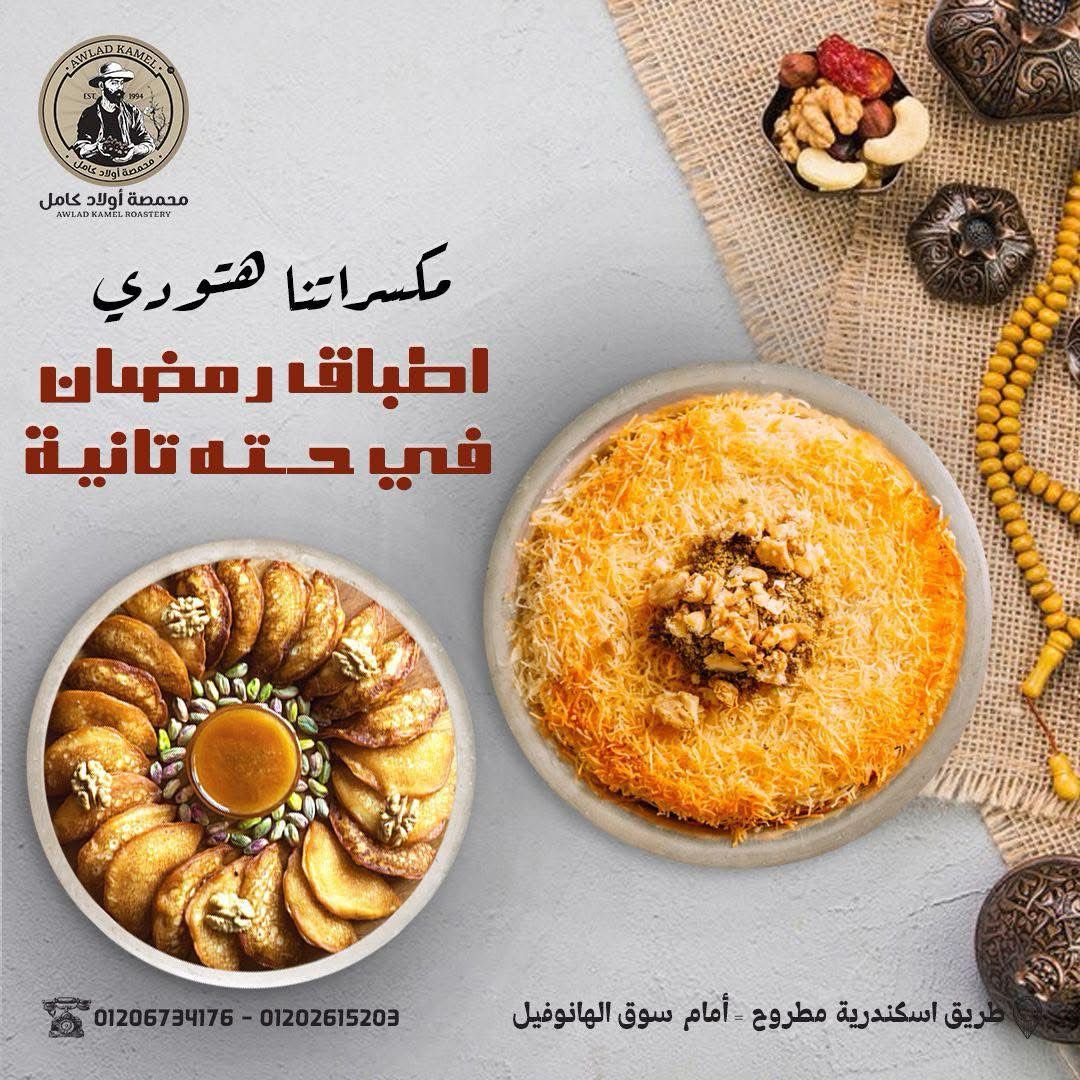 AWLAD KAMEL
EST. 1994
محمصة أولاد كامل
محمصة أولاد كامل
AWLAD KAMEL ROASTERY
مكسراتنا هتودي
اطباق رمضان
في حته تانية
طريق اسكندرية مطروح - أمام سوق الهانوفيل
01206734176 - 01202615203